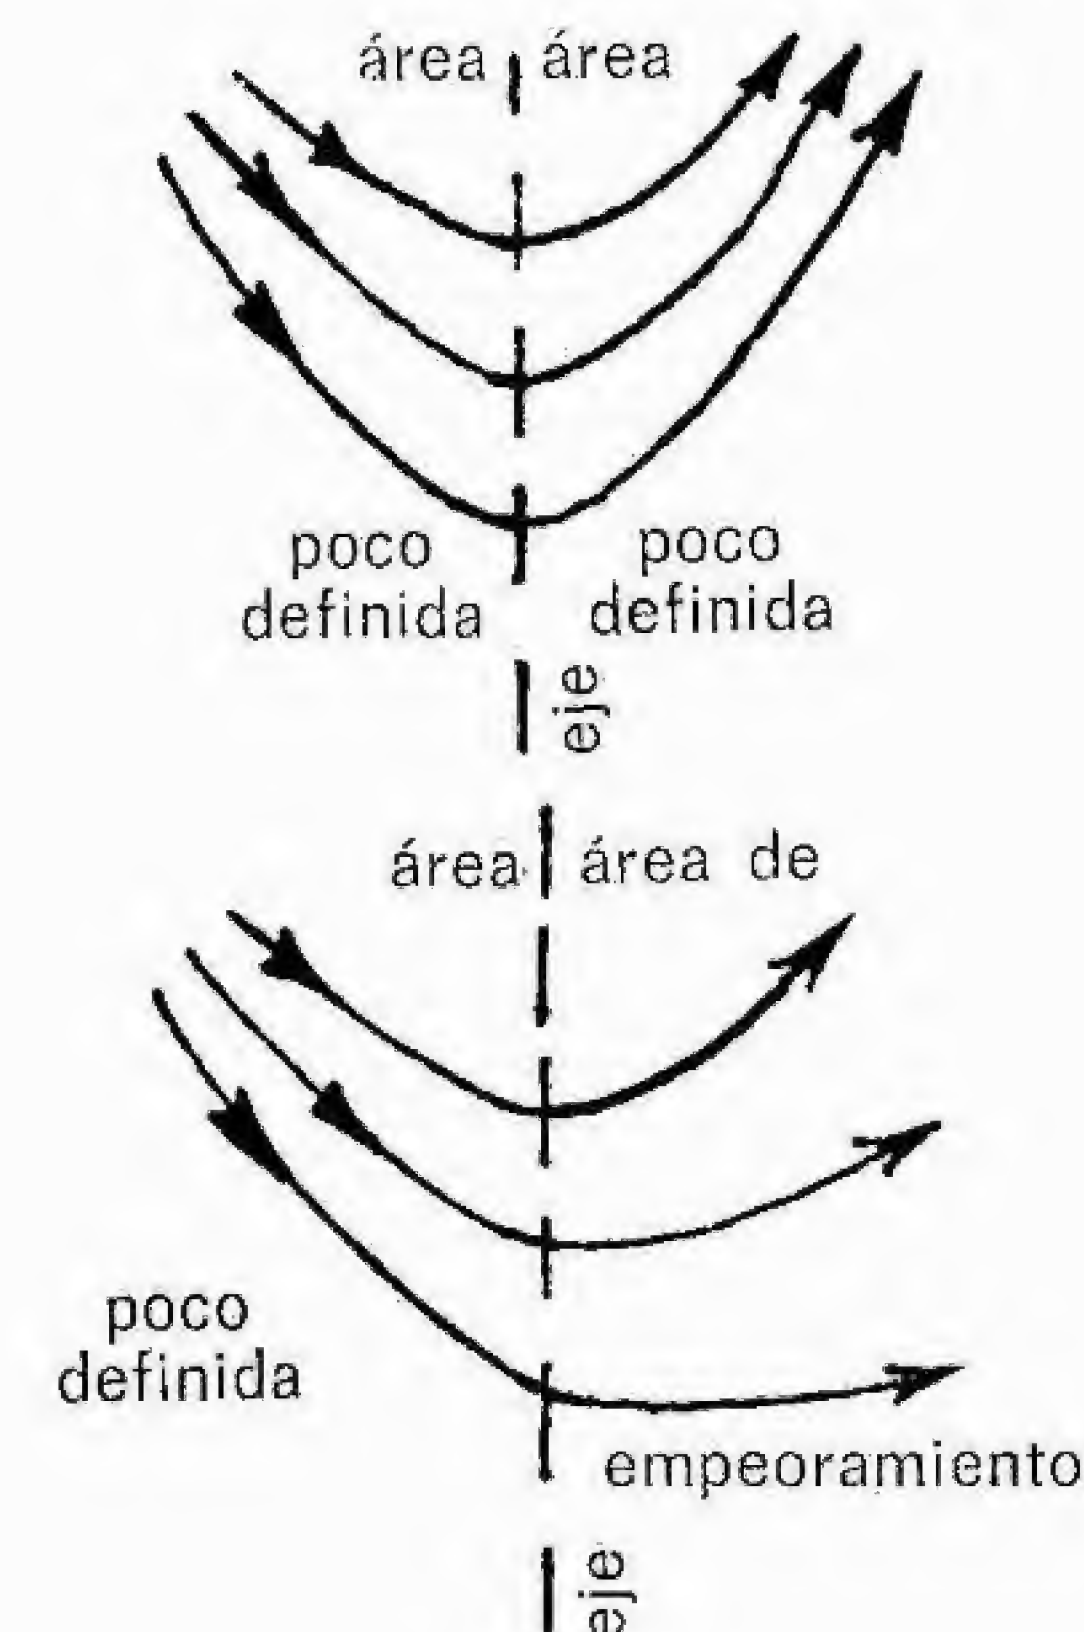 área área
poco poco
definida definida
eje
área área de
poco
definida
empeoramiento
eje